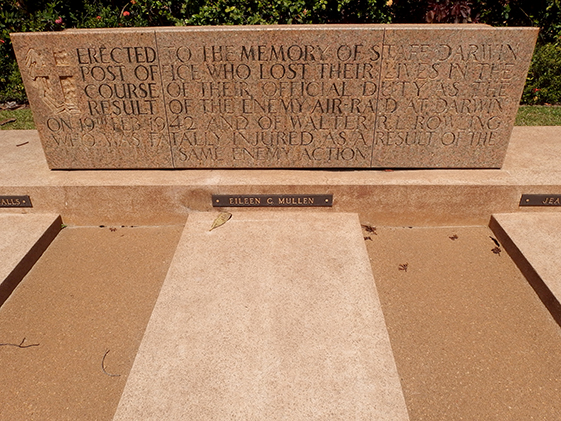 ERECTED TO THE MEMORY OF STAFF DARWIN
POST OFFICE WHO LOST THEIR LIVES IN THE
COURSE OF THEIR OFFICIAL DUTY AS THE
RESULT OF THE ENEMY AIR-RAID AT DARWIN
ON 19TH FEB 1942 AND OF WALTER R.L. ROWLING
WHO WAS FATALLY INJURED AS A RESULT OF THE
SAME ENEMY ACTION
ALLS
EILEEN C. MULLEN
JEA